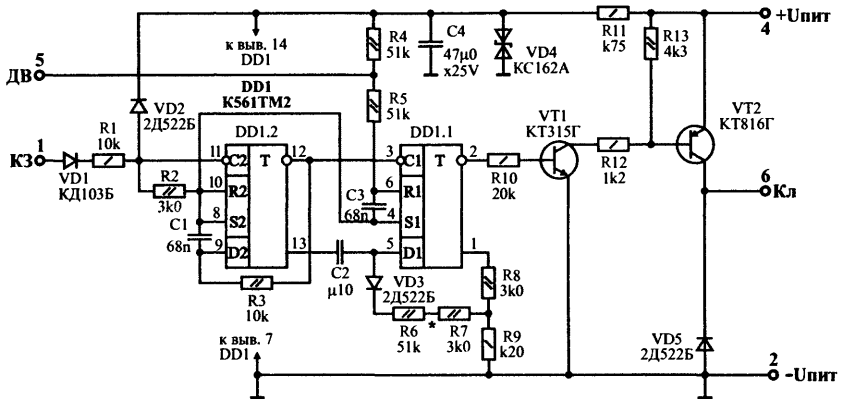 +Uпит
4
R11
k75
R13
4k3
R4
51k
C4
47µ0
x25V
VD4
КС162А
к выв. 14
DD1
5
ДВ
DD1
К561ТМ2
R5
51k
VT2
КТ816Г
VD2
2Д522Б
VT1
КТ315Г
1
КЗ
R1
10k
VD1
КД103Б
DD1.2
11
C2
T
12
DD1.1
3
C1
T
2
R10
20k
R12
1k2
R2
3k0
10
R2
C3
68n
6
R1
6
Кл
8
S2
4
S1
C1
68n
9
D2
13
C2
µ10
5
D1
1
R3
10k
VD3
2Д522Б
R8
3k0
R6
51k
*
R7
3k0
R9
k20
VD5
2Д522Б
к выв. 7
DD1
2
-Uпит